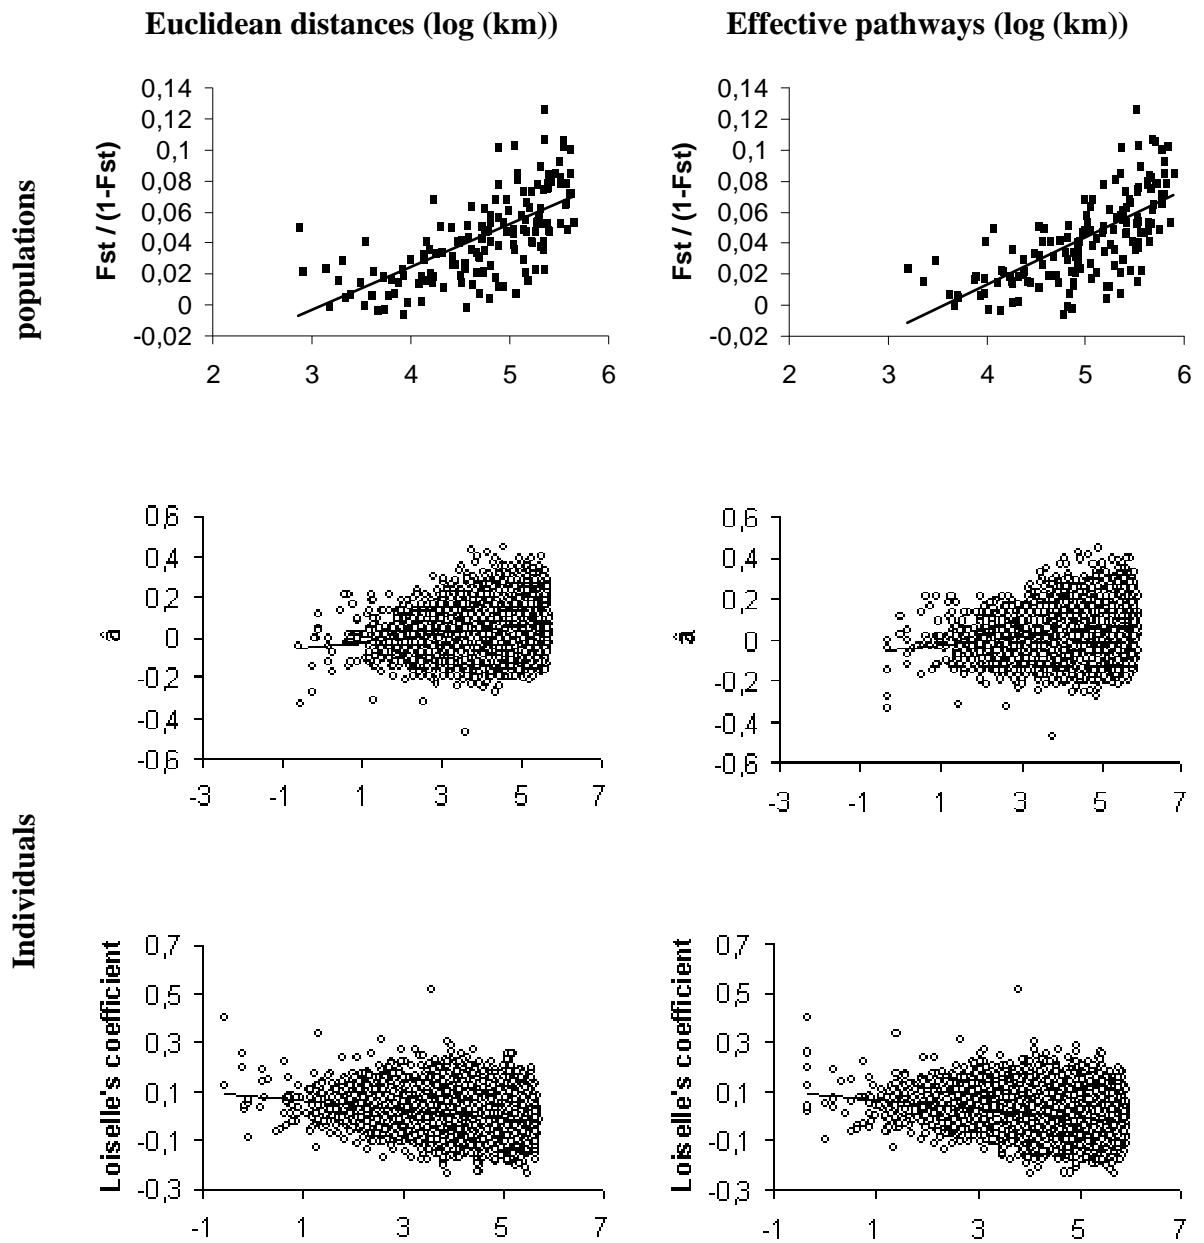 Euclidean distances (log (km))
Effective pathways (log (km))
populations
Fst / (1-Fst)
0,14
0,12
0,1
0,08
0,06
0,04
0,02
0
-0,02
2 3 4 5 6
Fst / (1-Fst)
0,14
0,12
0,1
0,08
0,06
0,04
0,02
0
-0,02
2 3 4 5 6
Individuals
â
0,6
0,4
0,2
0
-0,2
-0,4
-0,6
-3 -1 1 3 5 7
â
0,6
0,4
0,2
0
-0,2
-0,4
-0,6
-3 -1 1 3 5 7
Loiselle's coefficient
0,7
0,5
0,3
0,1
-0,1
-0,3
-1 1 3 5 7
Loiselle's coefficient
0,7
0,5
0,3
0,1
-0,1
-0,3
-1 1 3 5 7